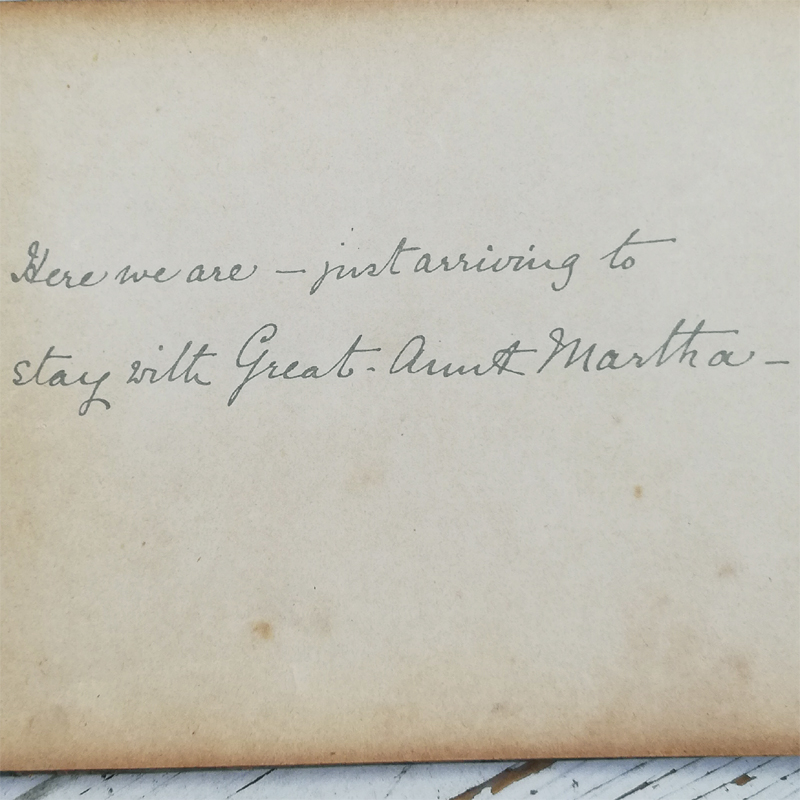 Here we are – just arriving to
stay with Great-Aunt Martha –